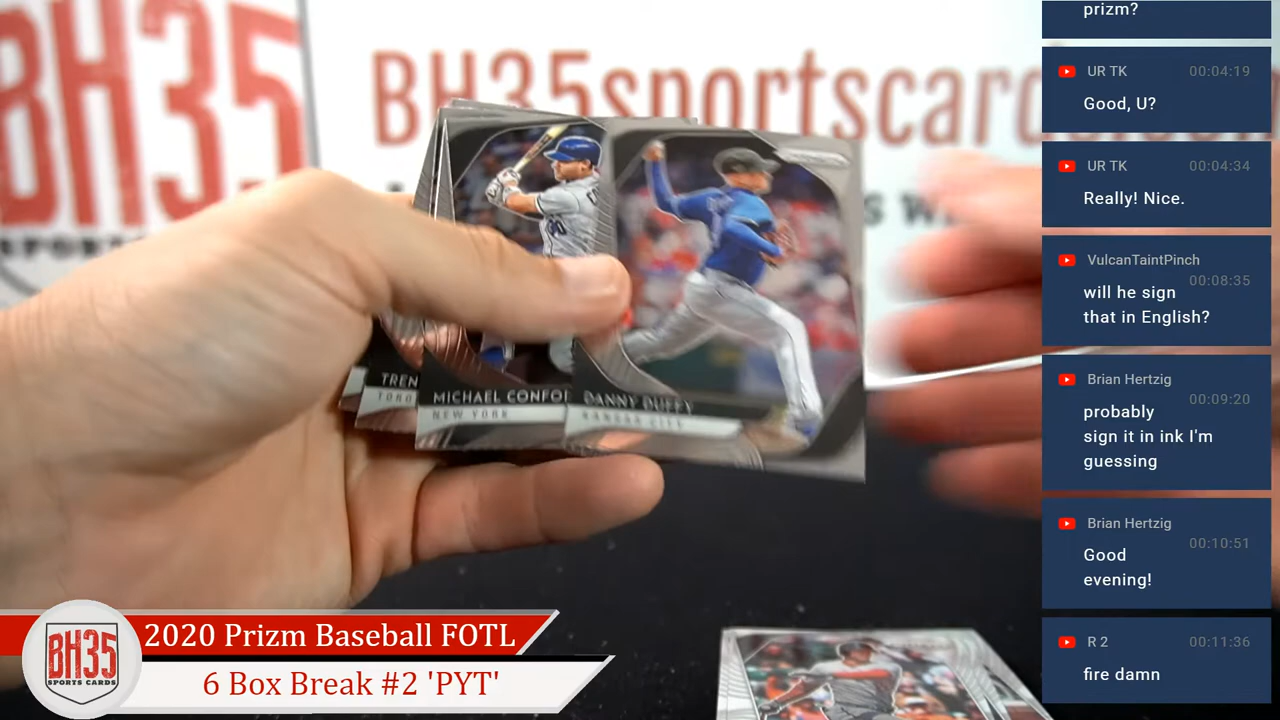 prizm?
UR TK 00:04:19
Good, U?
UR TK 00:04:34
Really! Nice.
VulcanTaintPinch
00:08:35
will he sign
that in English?
Brian Hertzig
00:09:20
probably
sign it in ink I'm
guessing
Brian Hertzig
00:10:51
Good
evening!
R 2 00:11:36
fire damn
BH35
BH35sportscards
TREN
TORO
MICHAEL CONFO
NEW YORK
DANNY DUFFY
KANSAS CITY
BH35
SPORTS CARDS
2020 Prizm Baseball FOTL
6 Box Break #2 'PYT'